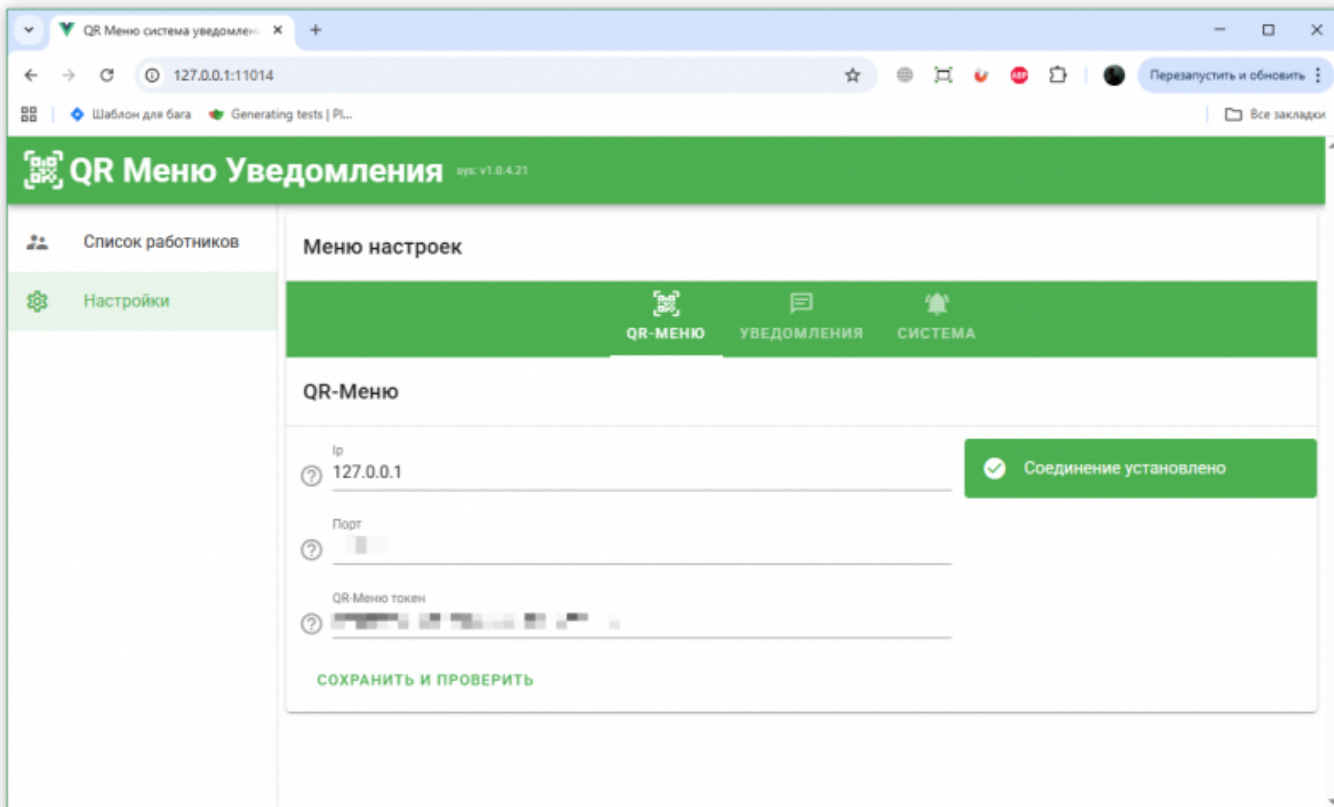 QR Меню система уведомлен
127.0.0.1:11014
ABP
Перезапустить и обновить
Шаблон для бага
Generating tests | Pl...
Все закладки
QR Меню Уведомления sys: v1.0.4.21
Список работников
Настройки
Меню настроек
QR-МЕНЮ
УВЕДОМЛЕНИЯ
СИСТЕМА
QR-Меню
Ip
127.0.0.1
Соединение установлено
Порт
QR-Меню токен
СОХРАНИТЬ И ПРОВЕРИТЬ